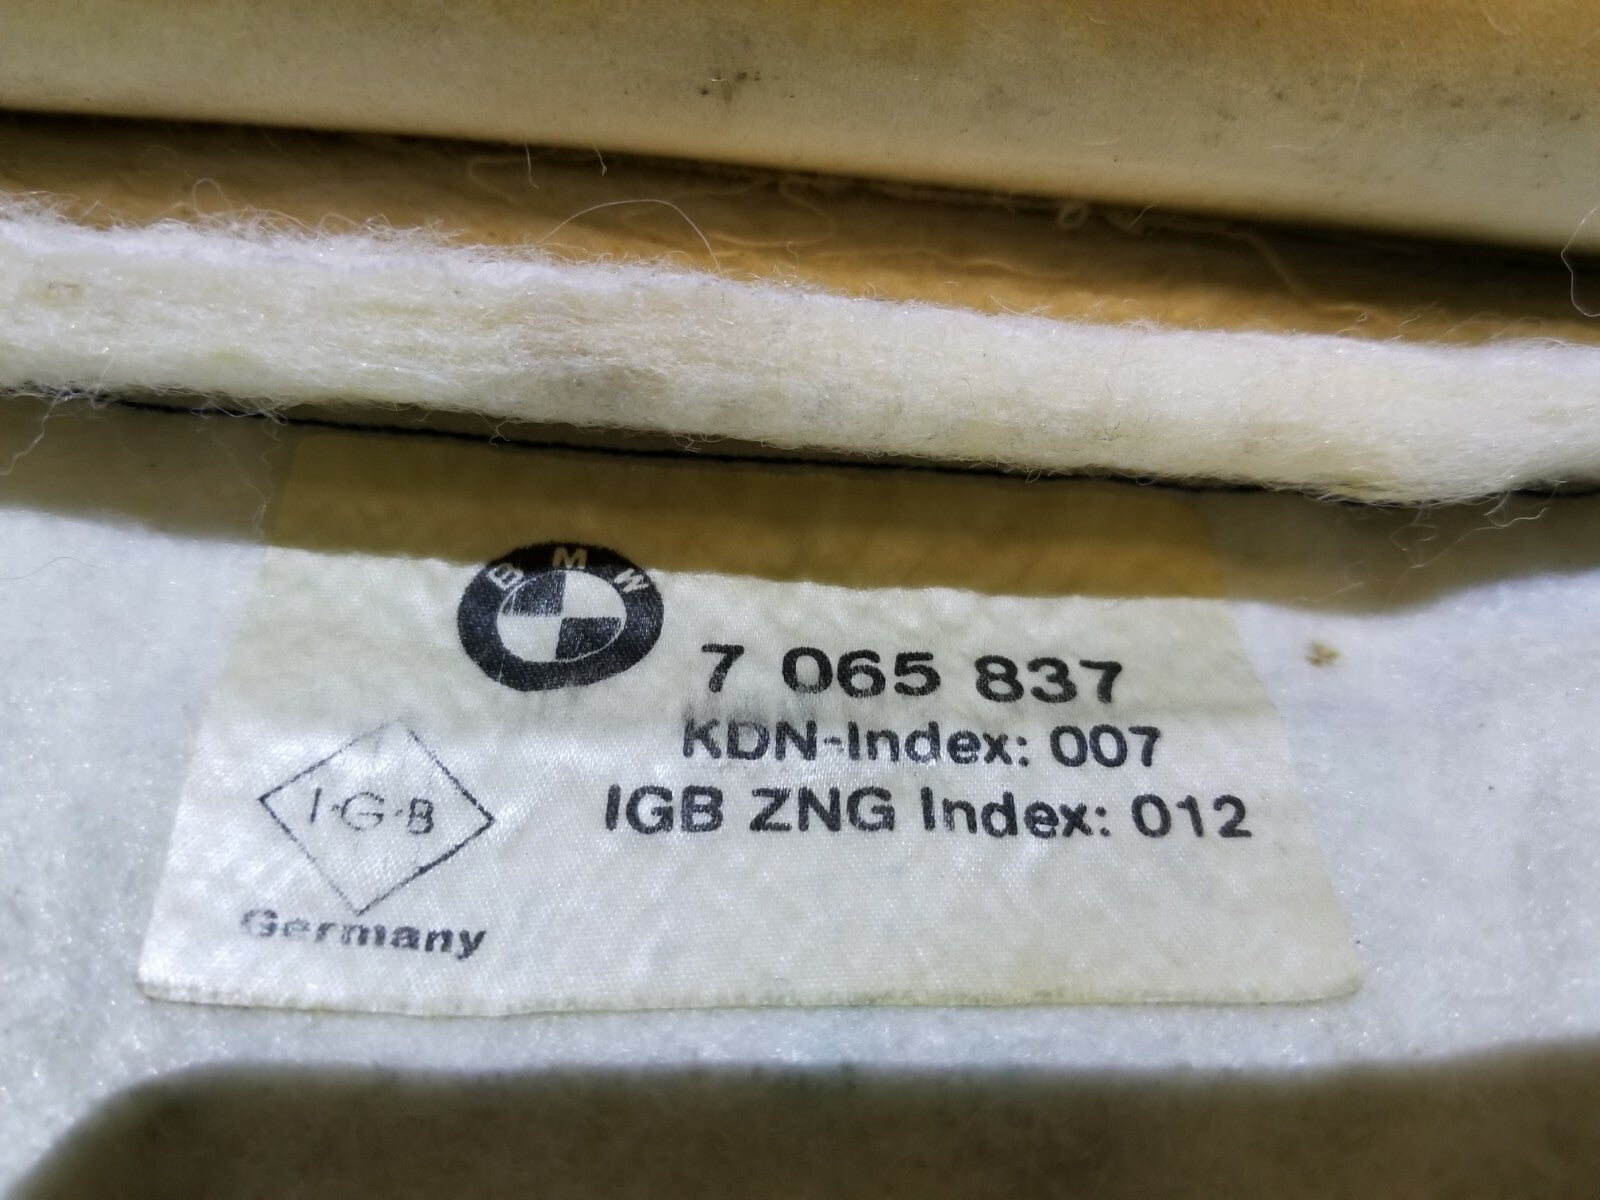 BMW
7 065 837
KDN-Index: 007
IGB ZNG Index: 012
I·G·B
Germany